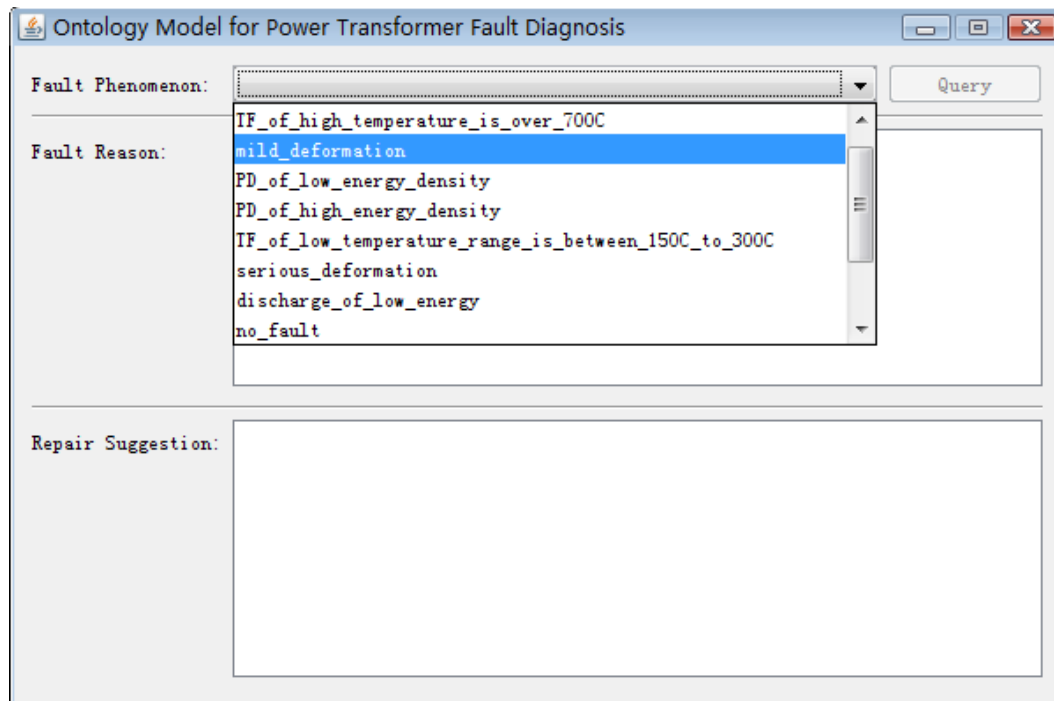 Ontology Model for Power Transformer Fault Diagnosis
Fault Phenomenon:
Query
TF_of_high_temperature_is_over_700C
Fault Reason:
mild_deformation
PD_of_low_energy_density
PD_of_high_energy_density
TF_of_low_temperature_range_is_between_150C_to_300C
serious_deformation
discharge_of_low_energy
no_fault
Repair Suggestion: